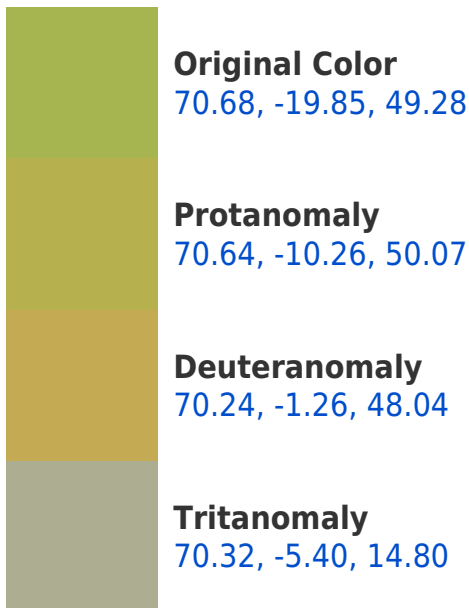 Original Color
70.68, -19.85, 49.28
Protanomaly
70.64, -10.26, 50.07
Deuteranomaly
70.24, -1.26, 48.04
Tritanomaly
70.32, -5.40, 14.80